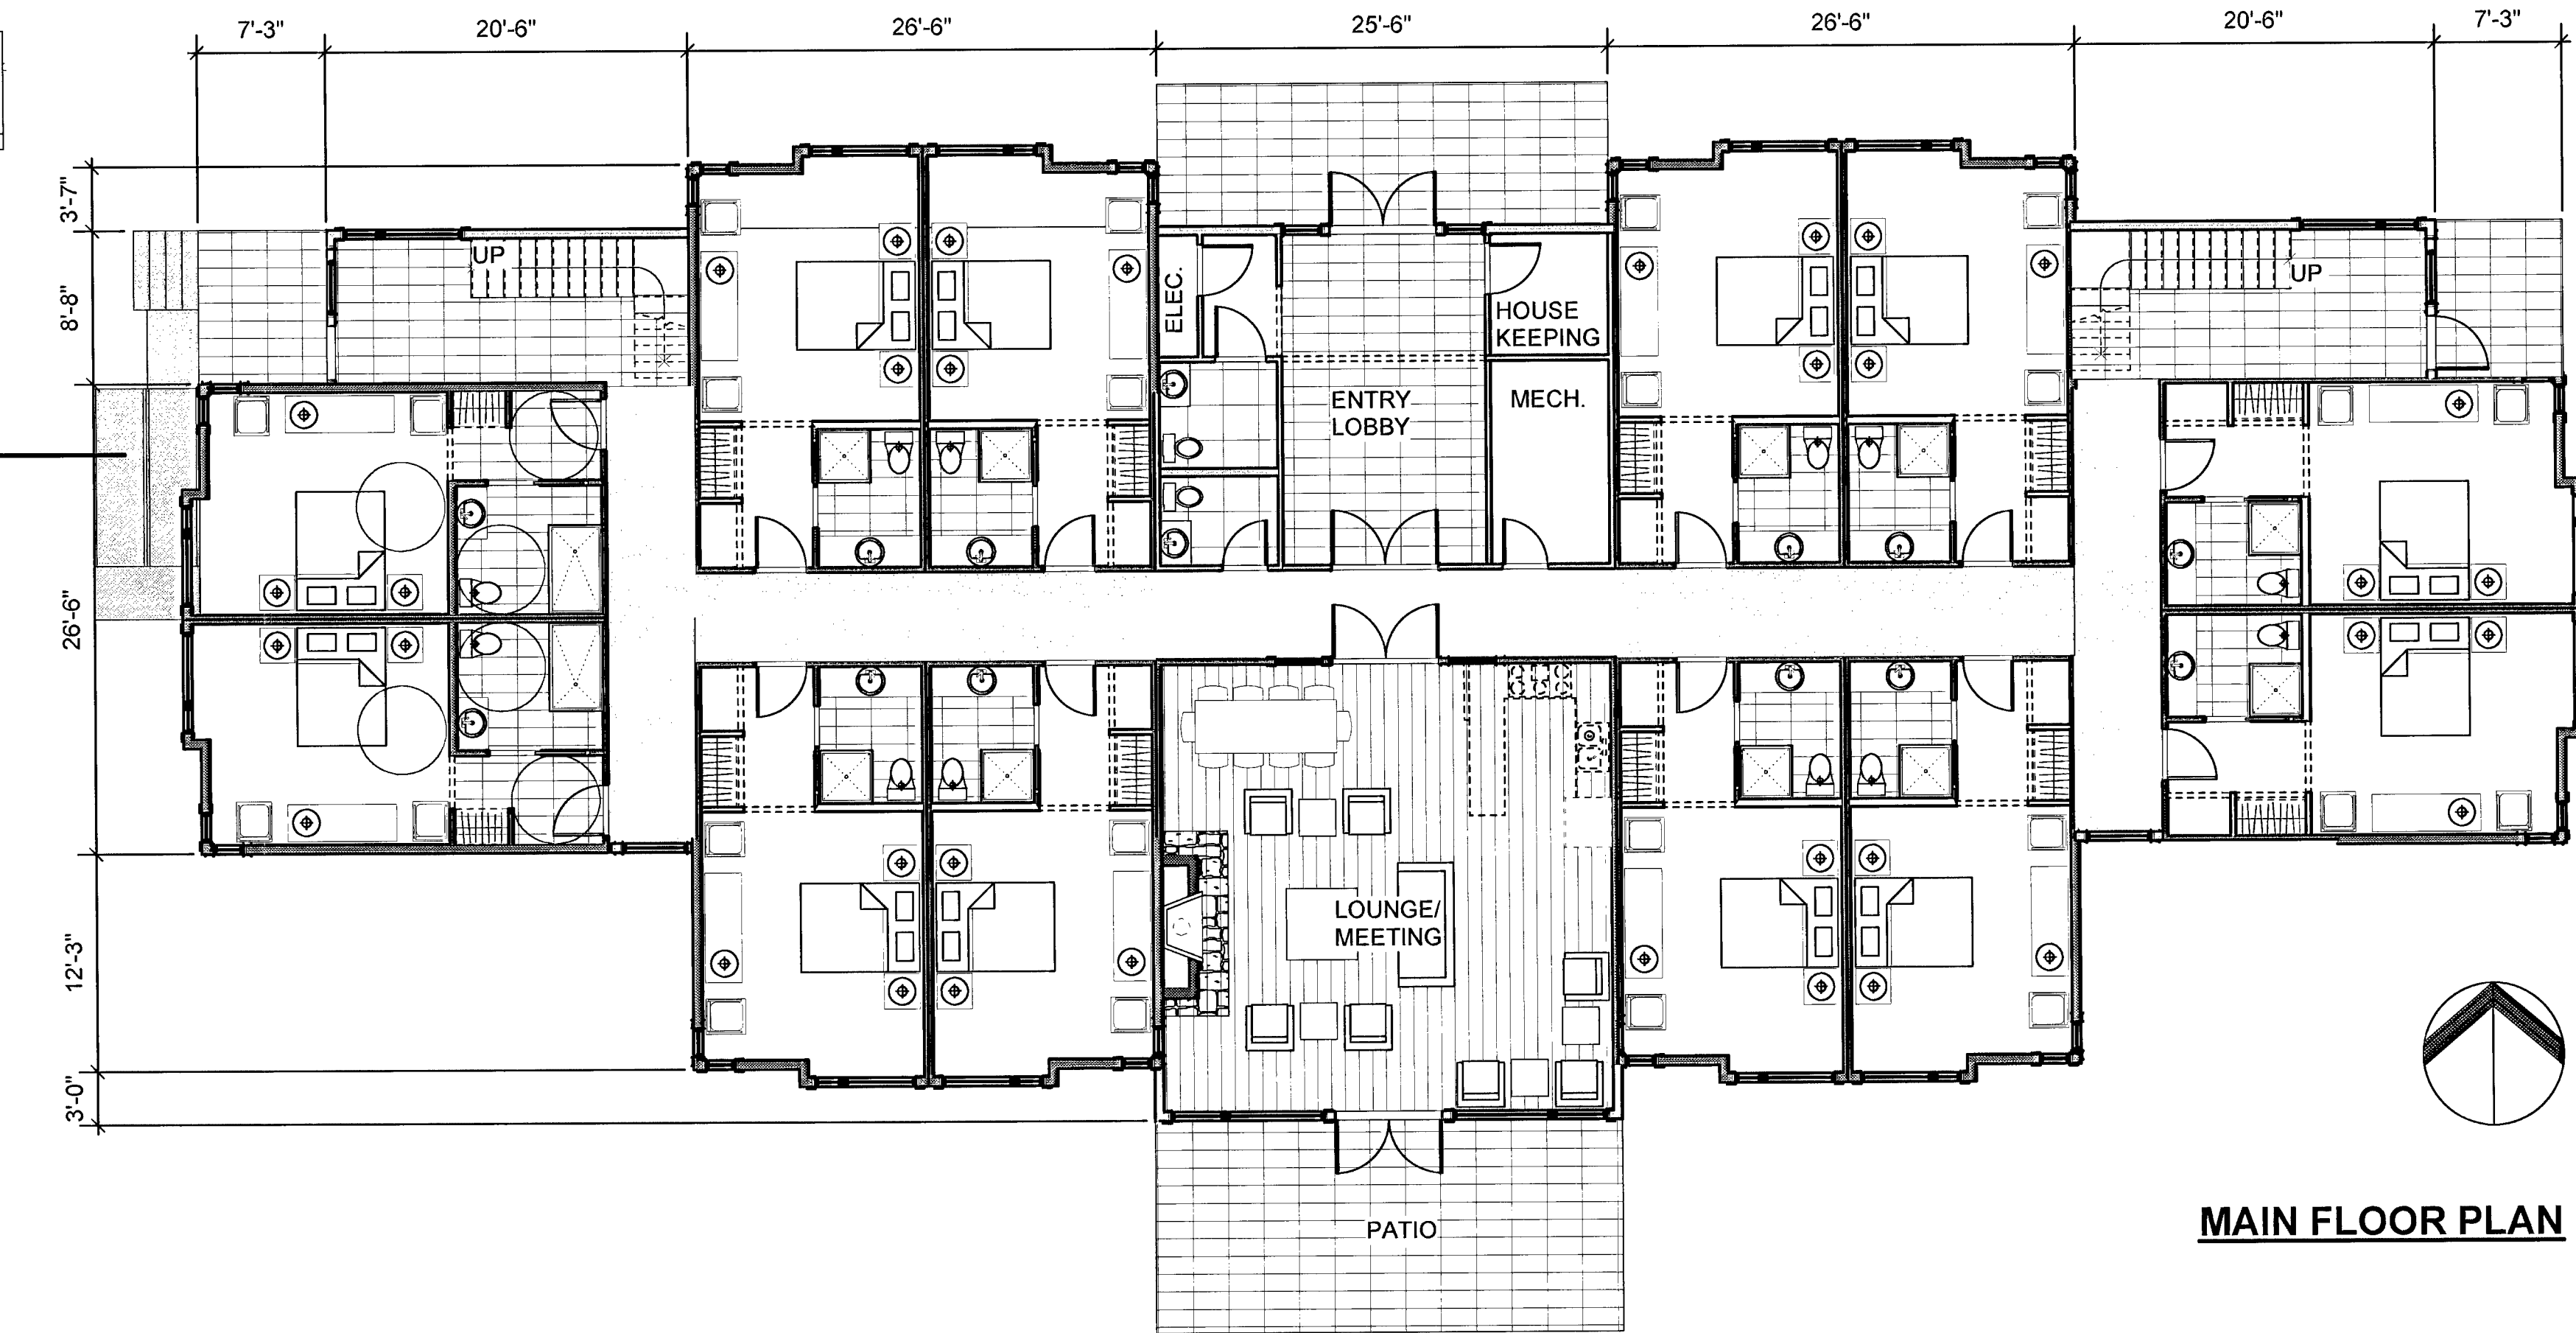 7'-3"
20'-6"
26'-6"
25'-6"
26'-6"
20'-6"
7'-3"
3'-7"
8'-8"
26'-6"
12'-3"
3'-0"
UP
ELEC.
HOUSE
KEEPING
UP
ENTRY
LOBBY
MECH.
LOUNGE/
MEETING
PATIO
MAIN FLOOR PLAN